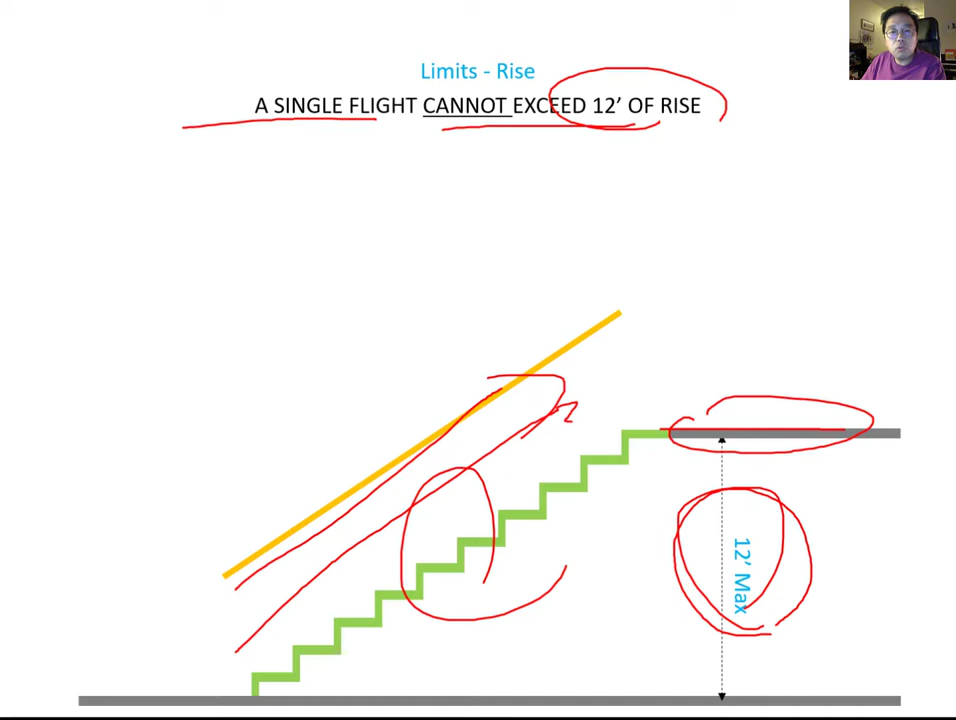 Limits - Rise
A SINGLE FLIGHT CANNOT EXCEED 12’ OF RISE
12’ Max